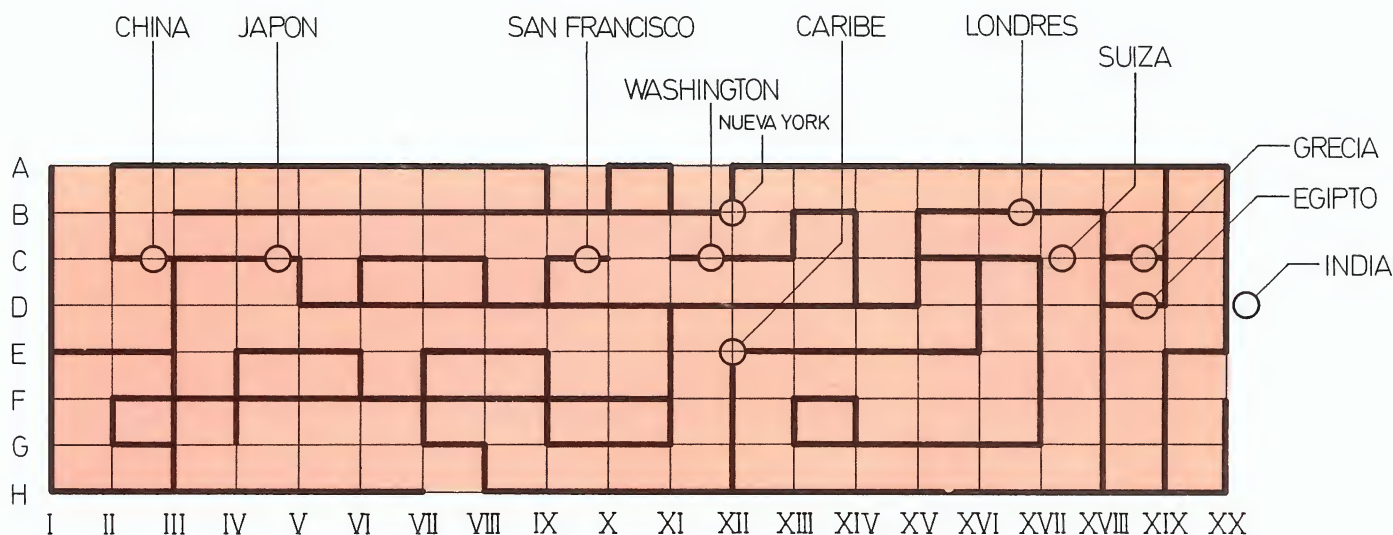 CHINA
JAPON
SAN FRANCISCO
CARIBE
LONDRES
SUIZA
WASHINGTON
NUEVA YORK
GRECIA
EGIPTO
INDIA
A
B
C
D
E
F
G
H
I II III IV V VI VII VIII IX X XI XII XIII XIV XV XVI XVII XVIII XIX XX